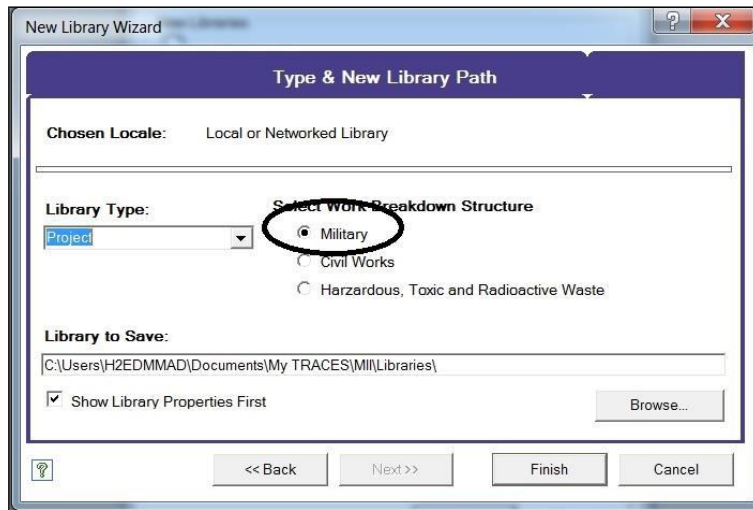 New Library Wizard
Type & New Library Path
Chosen Locale: Local or Networked Library
Library Type:
Select Work Breakdown Structure
Project
Military
Civil Works
Harzardous, Toxic and Radioactive Waste
Library to Save:
C:\Users\H2EDMMAD\Documents\My TRACES\MII\Libraries\
Show Library Properties First
Browse...
<< Back
Next >>
Finish
Cancel